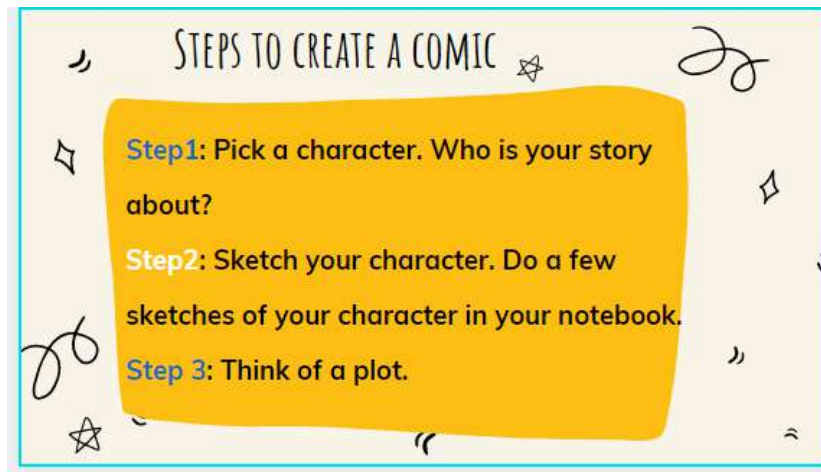 STEPS TO CREATE A COMIC
Step1: Pick a character. Who is your story
about?
Step2: Sketch your character. Do a few
sketches of your character in your notebook.
Step 3: Think of a plot.